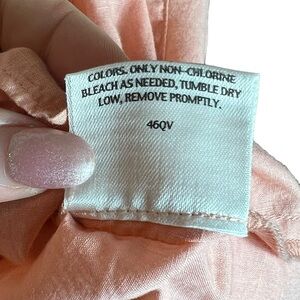 COLORS. ONLY NON-CHLORINE
BLEACH AS NEEDED, TUMBLE DRY
LOW, REMOVE PROMPTLY.
46QV